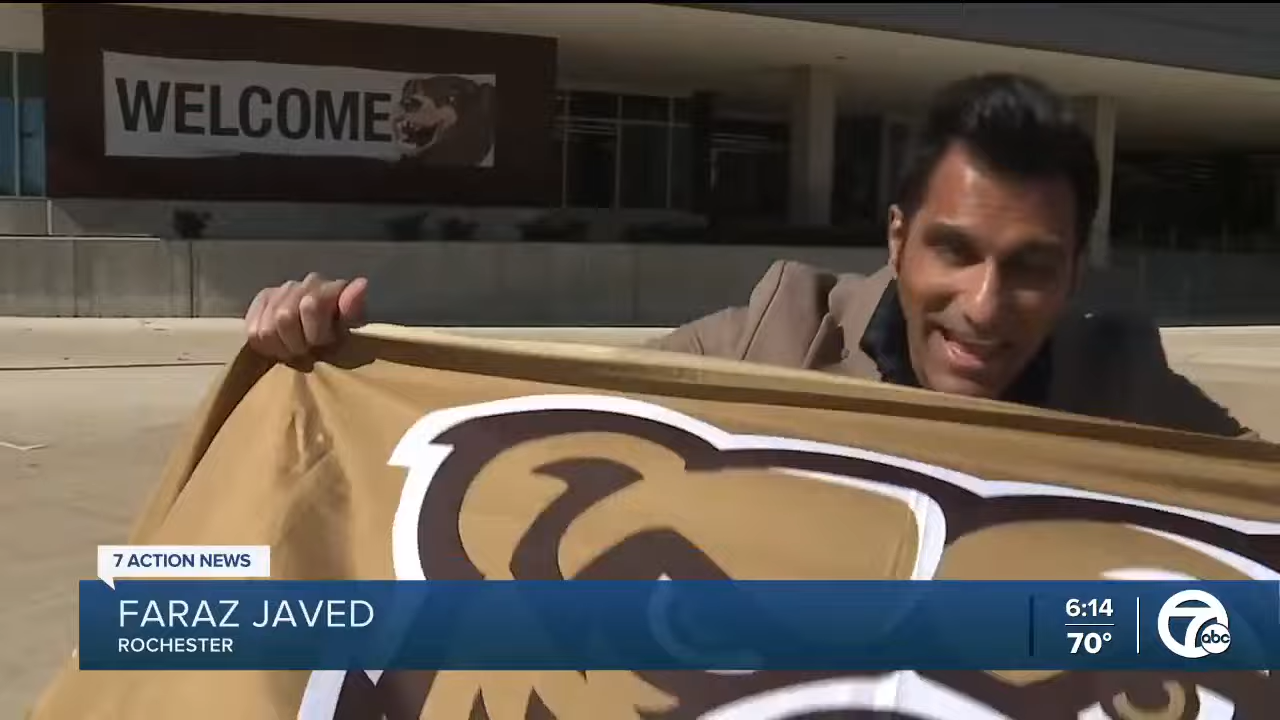 WELCOME
7 ACTION NEWS
FARAZ JAVED
ROCHESTER
6:14
70°
7 abc